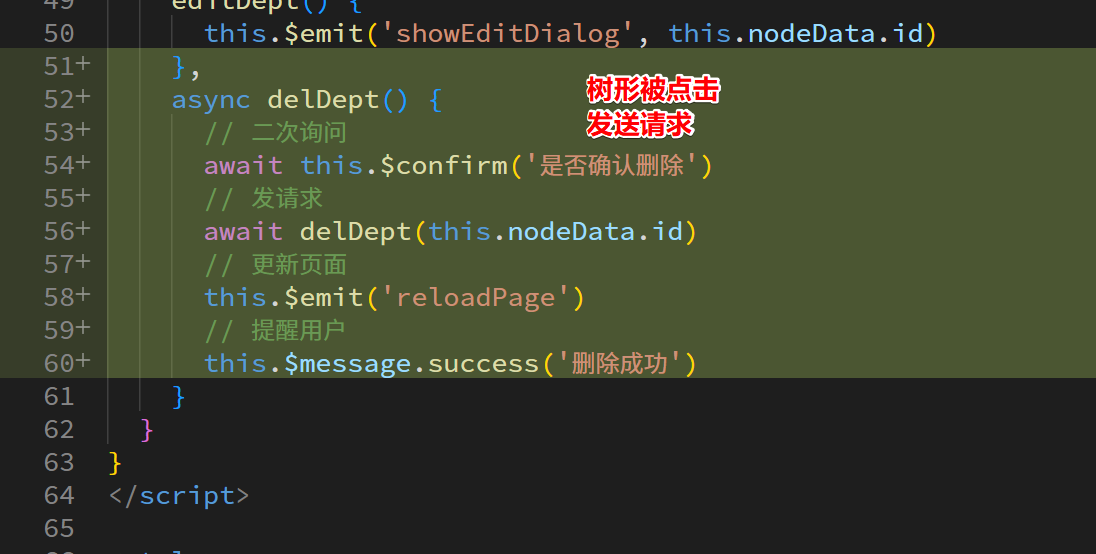 49 editDept() {
50 this.$emit('showEditDialog', this.nodeData.id)
51+ },
52+ async delDept() {
树形被点击
发送请求
53+ // 二次询问
54+ await this.$confirm('是否确认删除')
55+ // 发请求
56+ await delDept(this.nodeData.id)
57+ // 更新页面
58+ this.$emit('reloadPage')
59+ // 提醒用户
60+ this.$message.success('删除成功')
61 }
62 }
63 }
64 </script>
65